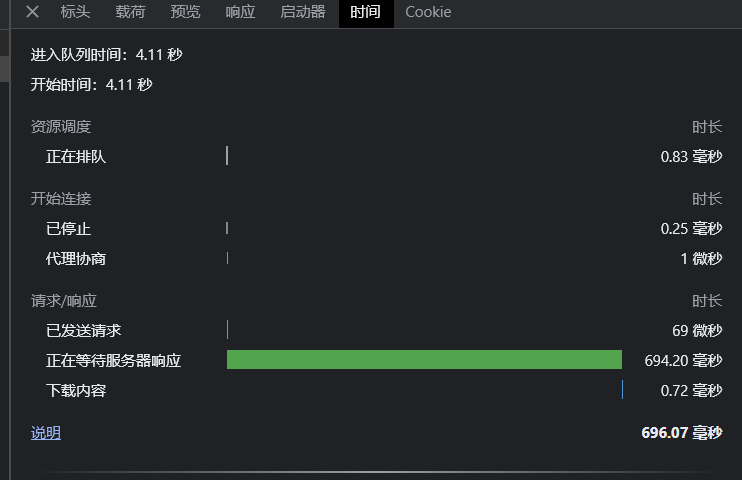 标头 载荷 预览 响应 启动器 时间 Cookie
进入队列时间：4.11 秒
开始时间：4.11 秒
资源调度 时长
正在排队 0.83 毫秒
开始连接 时长
已停止 0.25 毫秒
代理协商 1 微秒
请求/响应 时长
已发送请求 69 微秒
正在等待服务器响应 694.20 毫秒
下载内容 0.72 毫秒
说明 696.07 毫秒